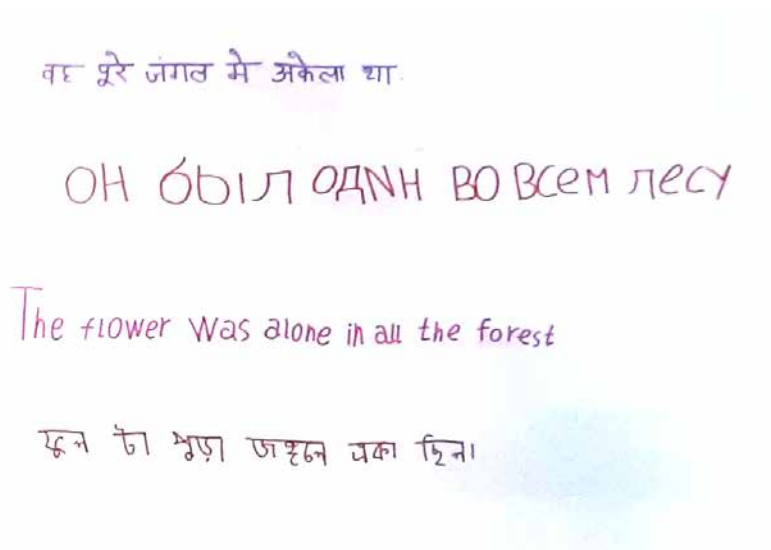 वह पूरे जंगल मे अकेला था.
ОН был ОДИН ВО ВСеМ лесу
The flower was alone in all the forest
ফুল টা পুড়া জঙ্গলে একা ছিল।